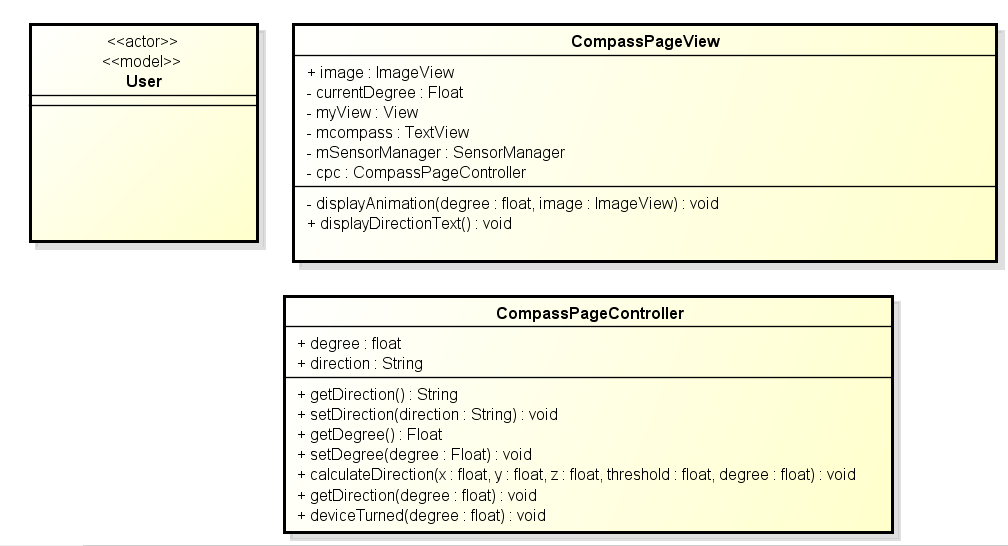 <<actor>>
<<model>>
User
CompassPageView
+ image : ImageView
- currentDegree : Float
- myView : View
- mcompass : TextView
- mSensorManager : SensorManager
- cpc : CompassPageController
- displayAnimation(degree : float, image : ImageView) : void
+ displayDirectionText() : void
CompassPageController
+ degree : float
+ direction : String
+ getDirection() : String
+ setDirection(direction : String) : void
+ getDegree() : Float
+ setDegree(degree : Float) : void
+ calculateDirection(x : float, y : float, z : float, threshold : float, degree : float) : void
+ getDirection(degree : float) : void
+ deviceTurned(degree : float) : void